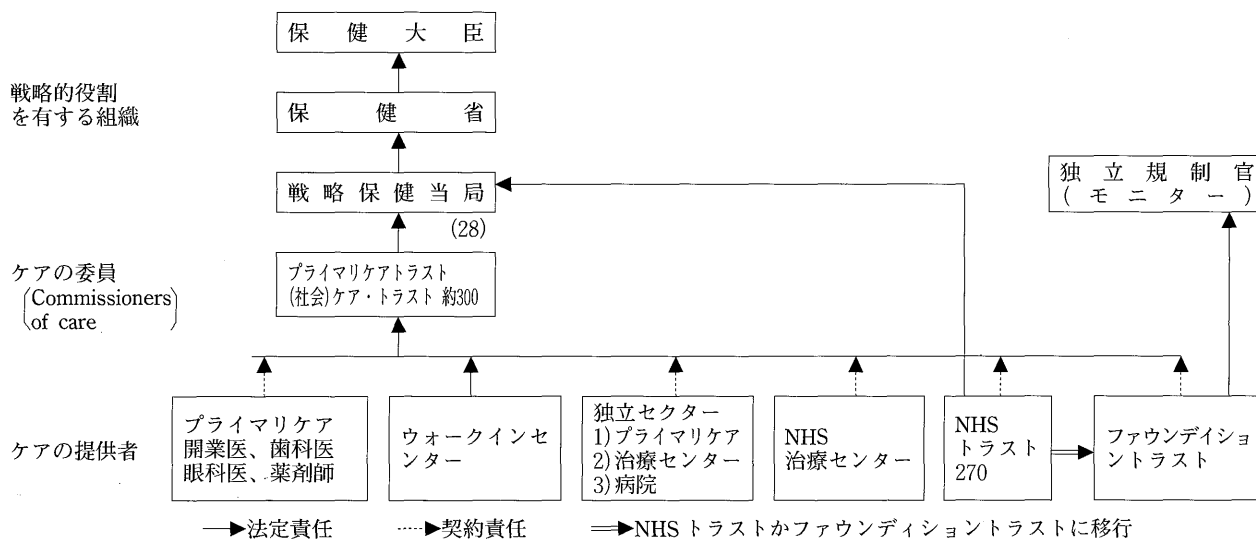 保健大臣
戦略的役割
を有する組織
保健省
戦略保健当局
(28)
独立規制官
(モニター)
ケアの委員
(Commissioners
of care)
プライマリケアトラスト
(社会)ケア・トラスト 約300
ケアの提供者
プライマリケア
開業医、歯科医
眼科医、薬剤師
ウォークインセ
ンター
独立セクター
1)プライマリケア
2)治療センター
3)病院
NHS
治療センター
NHS
トラスト
270
ファウンデイショ
ントラスト
→法定責任 ┈→契約責任 ⇒NHSトラストかファウンディショントラストに移行